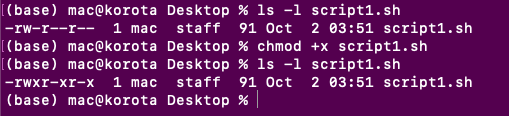 (base) mac@korota Desktop % ls -l script1.sh
-rw-r--r-- 1 mac staff 91 Oct 2 03:51 script1.sh
(base) mac@korota Desktop % chmod +x script1.sh
(base) mac@korota Desktop % ls -l script1.sh
-rwxr-xr-x 1 mac staff 91 Oct 2 03:51 script1.sh
(base) mac@korota Desktop %